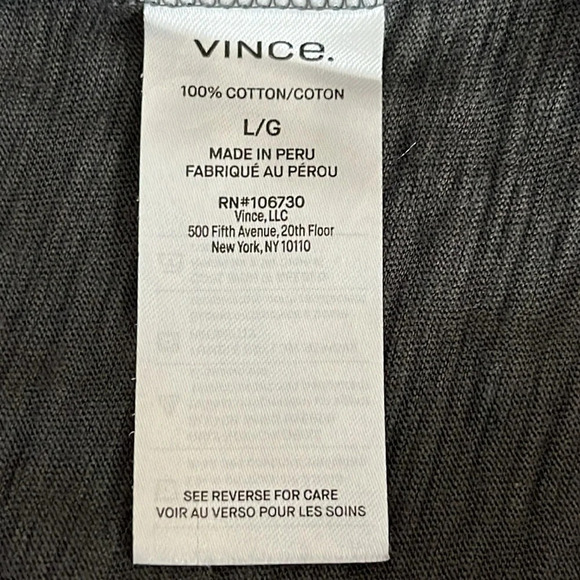 VINCe.
100% COTTON/COTON
L/G
MADE IN PERU
FABRIQUÉ AU PÉROU
RN#106730
Vince, LLC
500 Fifth Avenue, 20th Floor
New York, NY 10110
SEE REVERSE FOR CARE
VOIR AU VERSO POUR LES SOINS